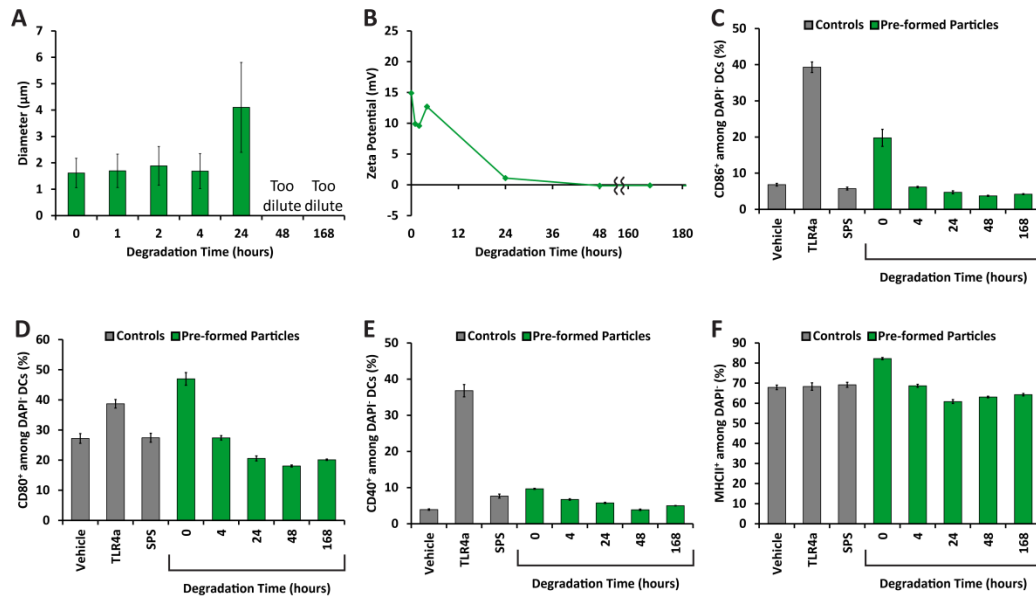 A
Diameter (µm)
7
6
5
4
3
2
1
0
Too
dilute
Too
dilute
0 1 2 4 24 48 168
Degradation Time (hours)
B
Zeta Potential (mV)
20
15
10
5
0
-5
0 12 24 36 48 160 180
Degradation Time (hours)
C
Controls Pre-formed Particles
CD86⁺ among DAPI⁻ DCs (%)
50
40
30
20
10
0
Vehicle
TLR4a
SPS
0
4
24
48
168
Degradation Time (hours)
D
Controls Pre-formed Particles
CD80⁺ among DAPI⁻ DCs (%)
60
50
40
30
20
10
0
Vehicle
TLR4a
SPS
0
4
24
48
168
Degradation Time (hours)
E
Controls Pre-formed Particles
CD40⁺ among DAPI⁻ DCs (%)
50
40
30
20
10
0
Vehicle
TLR4a
SPS
0
4
24
48
168
Degradation Time (hours)
F
Controls Pre-formed Particles
MHCII⁺ among DAPI⁻ (%)
90
80
70
60
50
40
30
20
10
0
Vehicle
TLR4a
SPS
0
4
24
48
168
Degradation Time (hours)